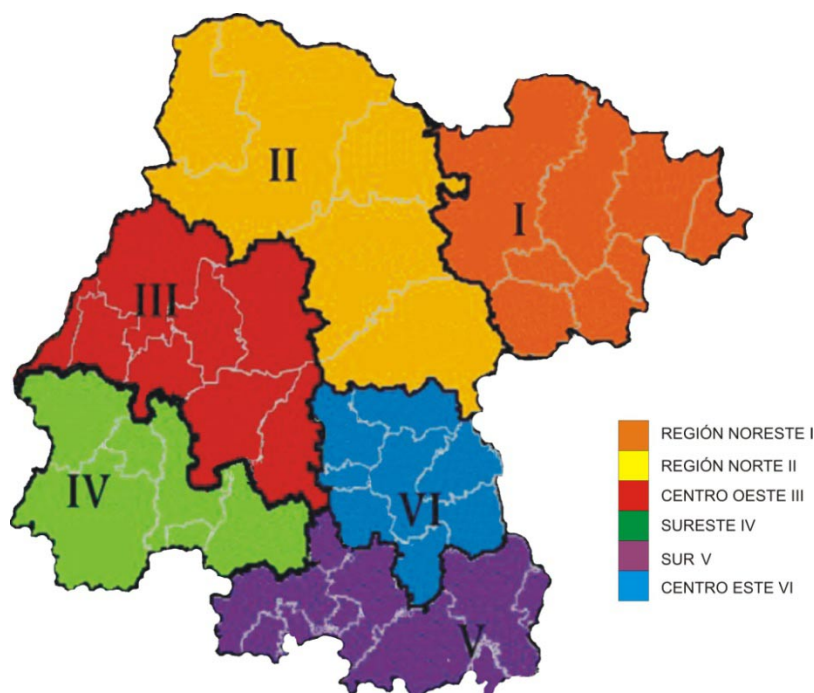 II
I
III
IV
VI
V
REGIÓN NORESTE I
REGIÓN NORTE II
CENTRO OESTE III
SURESTE IV
SUR V
CENTRO ESTE VI